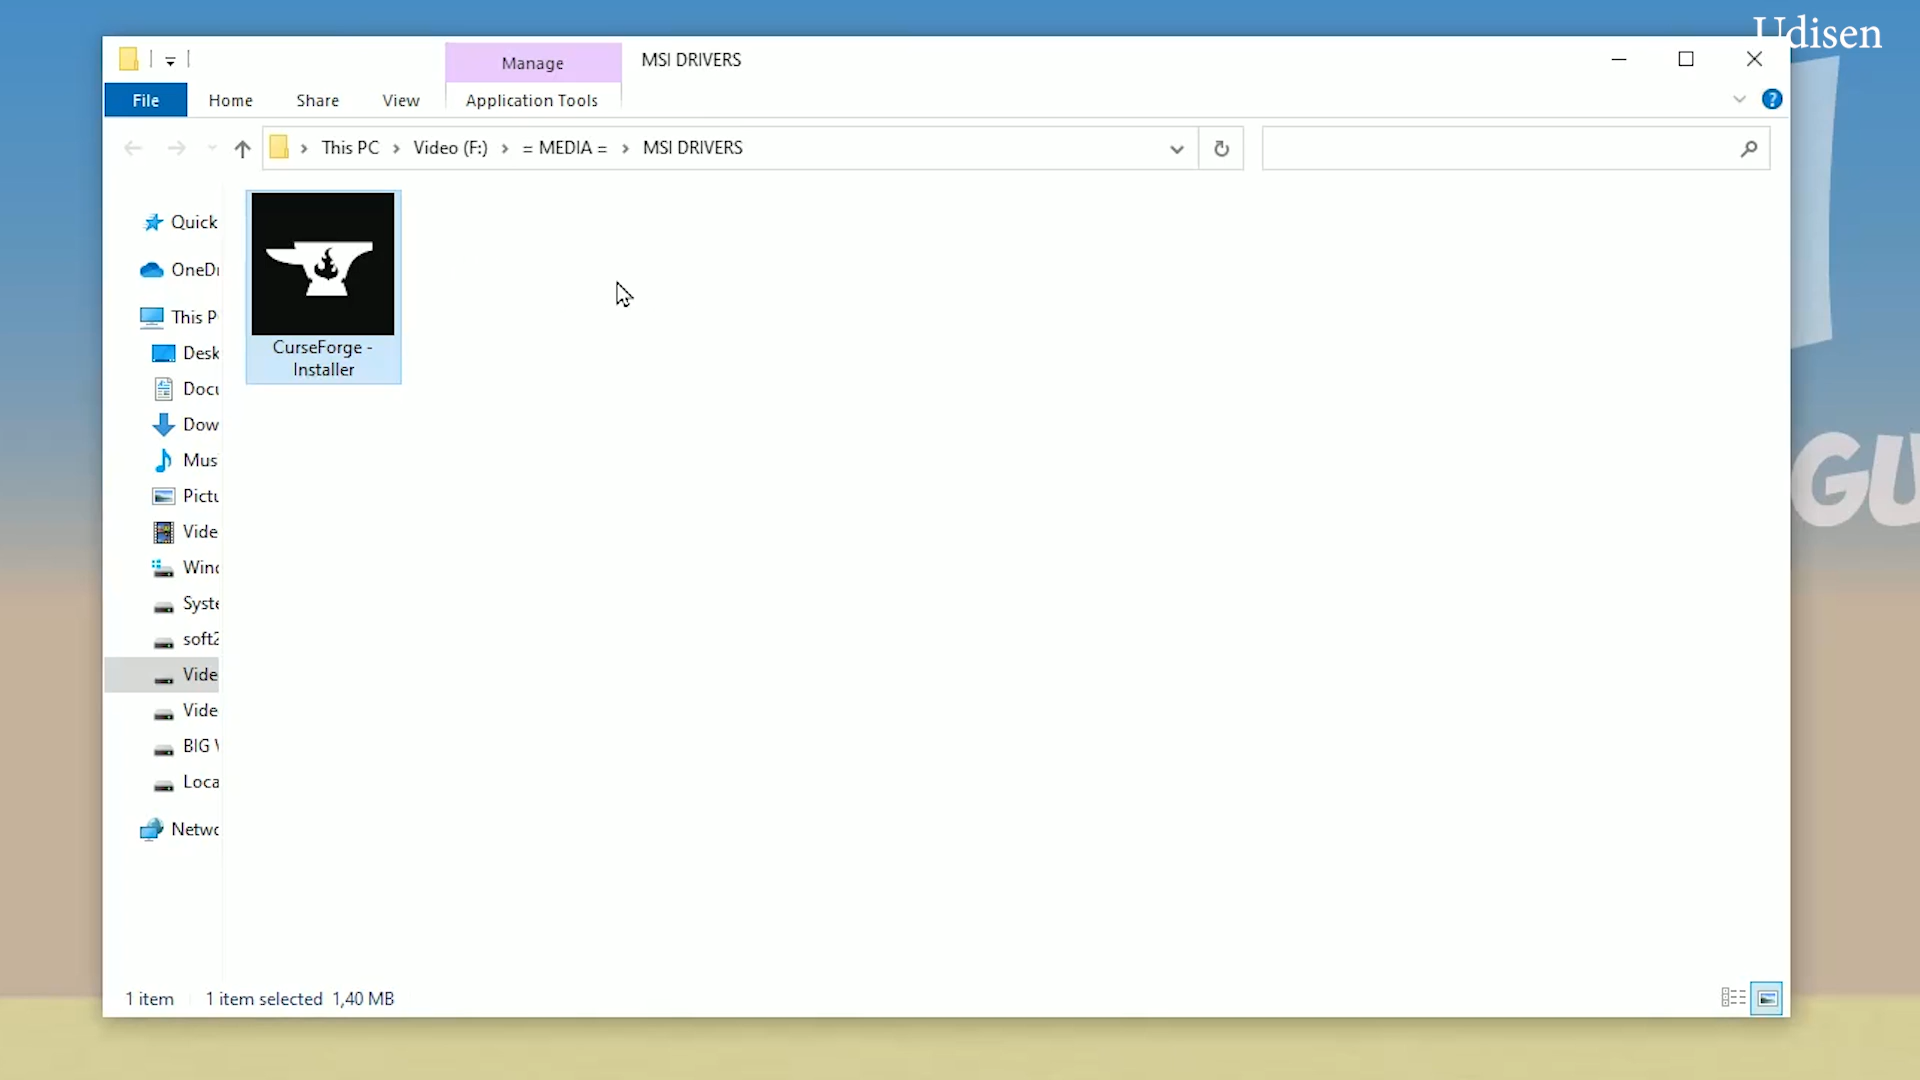 Udisen
Manage
MSI DRIVERS
File
Home
Share
View
Application Tools
This PC
Video (F:)
= MEDIA =
MSI DRIVERS
Quick
OneDr
This P
Desk
Docu
Dow
Mus
Pictu
Vide
Wind
Syste
soft2
Vide
Vide
BIG V
Loca
Netwo
CurseForge -
Installer
GU
1 item
1 item selected 1,40 MB